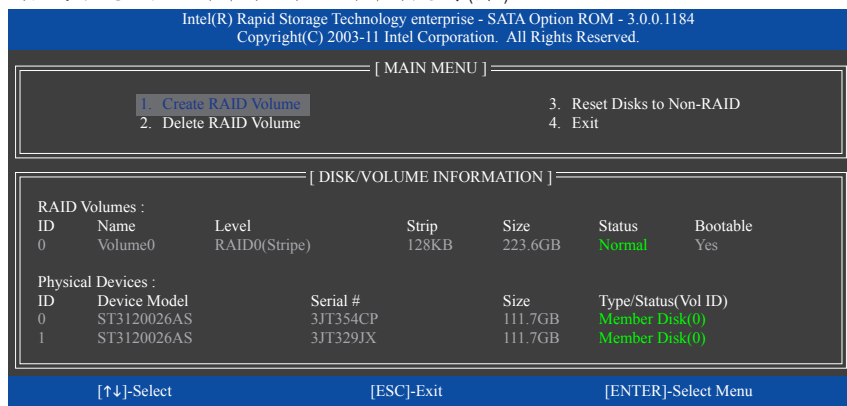 Intel(R) Rapid Storage Technology enterprise - SATA Option ROM - 3.0.0.1184
Copyright(C) 2003-11 Intel Corporation. All Rights Reserved.
[ MAIN MENU ]
1. Create RAID Volume 3. Reset Disks to Non-RAID
2. Delete RAID Volume 4. Exit
[ DISK/VOLUME INFORMATION ]
RAID Volumes :
ID Name Level Strip Size Status Bootable
0 Volume0 RAID0(Stripe) 128KB 223.6GB Normal Yes
Physical Devices :
ID Device Model Serial # Size Type/Status(Vol ID)
0 ST3120026AS 3JT354CP 111.7GB Member Disk(0)
1 ST3120026AS 3JT329JX 111.7GB Member Disk(0)
[↑↓]-Select [ESC]-Exit [ENTER]-Select Menu